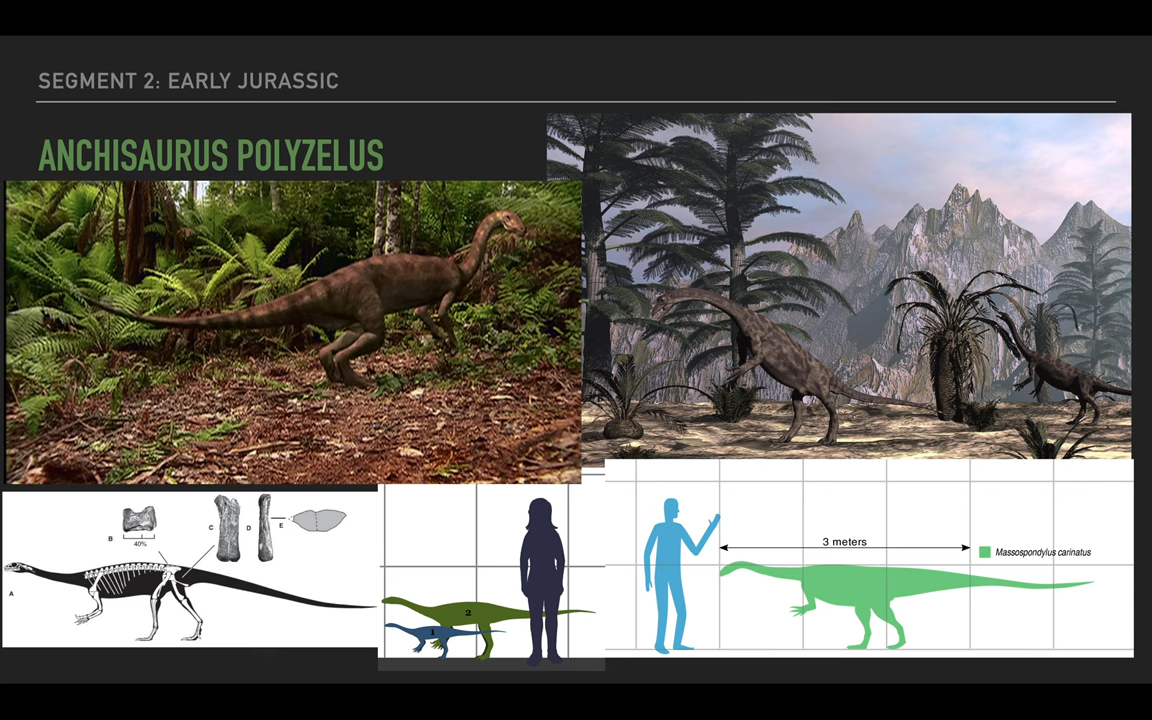 SEGMENT 2: EARLY JURASSIC
ANCHISAURUS POLYZELUS
A
B
40%
C
D
E
1
2
3 meters
Massospondylus carinatus